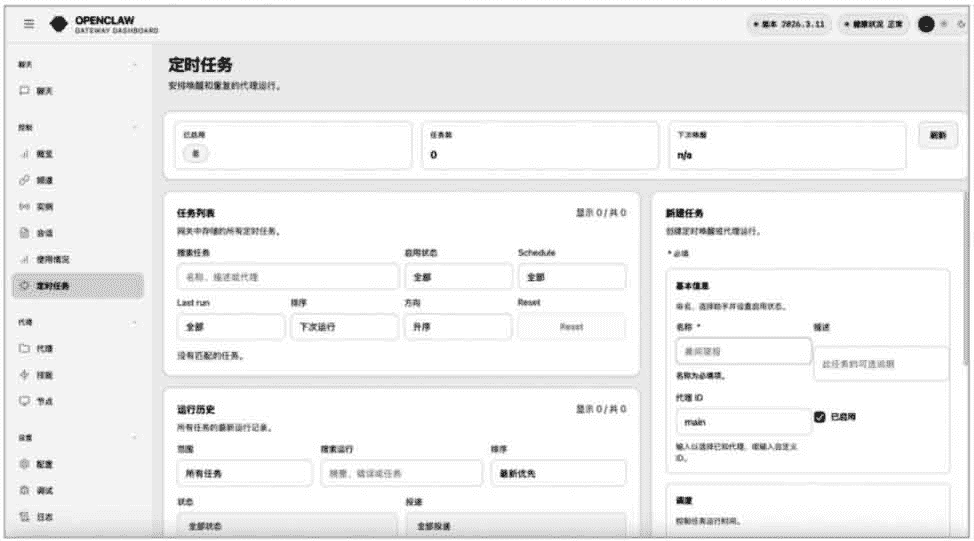 OPENCLAW
GATEWAY DASHBOARD
版本 2026.3.11
健康状况 正常
聊天
聊天
控制
概览
频道
实例
会话
使用情况
定时任务
代理
代理
技能
节点
设置
配置
调试
日志
定时任务
安排唤醒和重复的代理运行。
已启用
是
任务数
0
下次唤醒
n/a
刷新
任务列表
显示 0 / 共 0
网关中存储的所有定时任务。
搜索任务
启用状态
Schedule
名称、描述或代理
全部
全部
Last run
排序
方向
Reset
全部
下次运行
升序
Reset
没有匹配的任务。
运行历史
显示 0 / 共 0
所有任务的最新运行记录。
范围
搜索运行
排序
所有任务
摘要、错误或任务
最新优先
状态
投递
全部状态
全部投递
新建任务
创建定时唤醒或代理运行。
* 必填
基本信息
命名、选择助手并设置启用状态。
名称 *
描述
晨间简报
此任务的可选说明
名称为必填项。
代理 ID
main
已启用
输入以选择已知代理，或输入自定义
ID。
调度
控制任务运行时间。